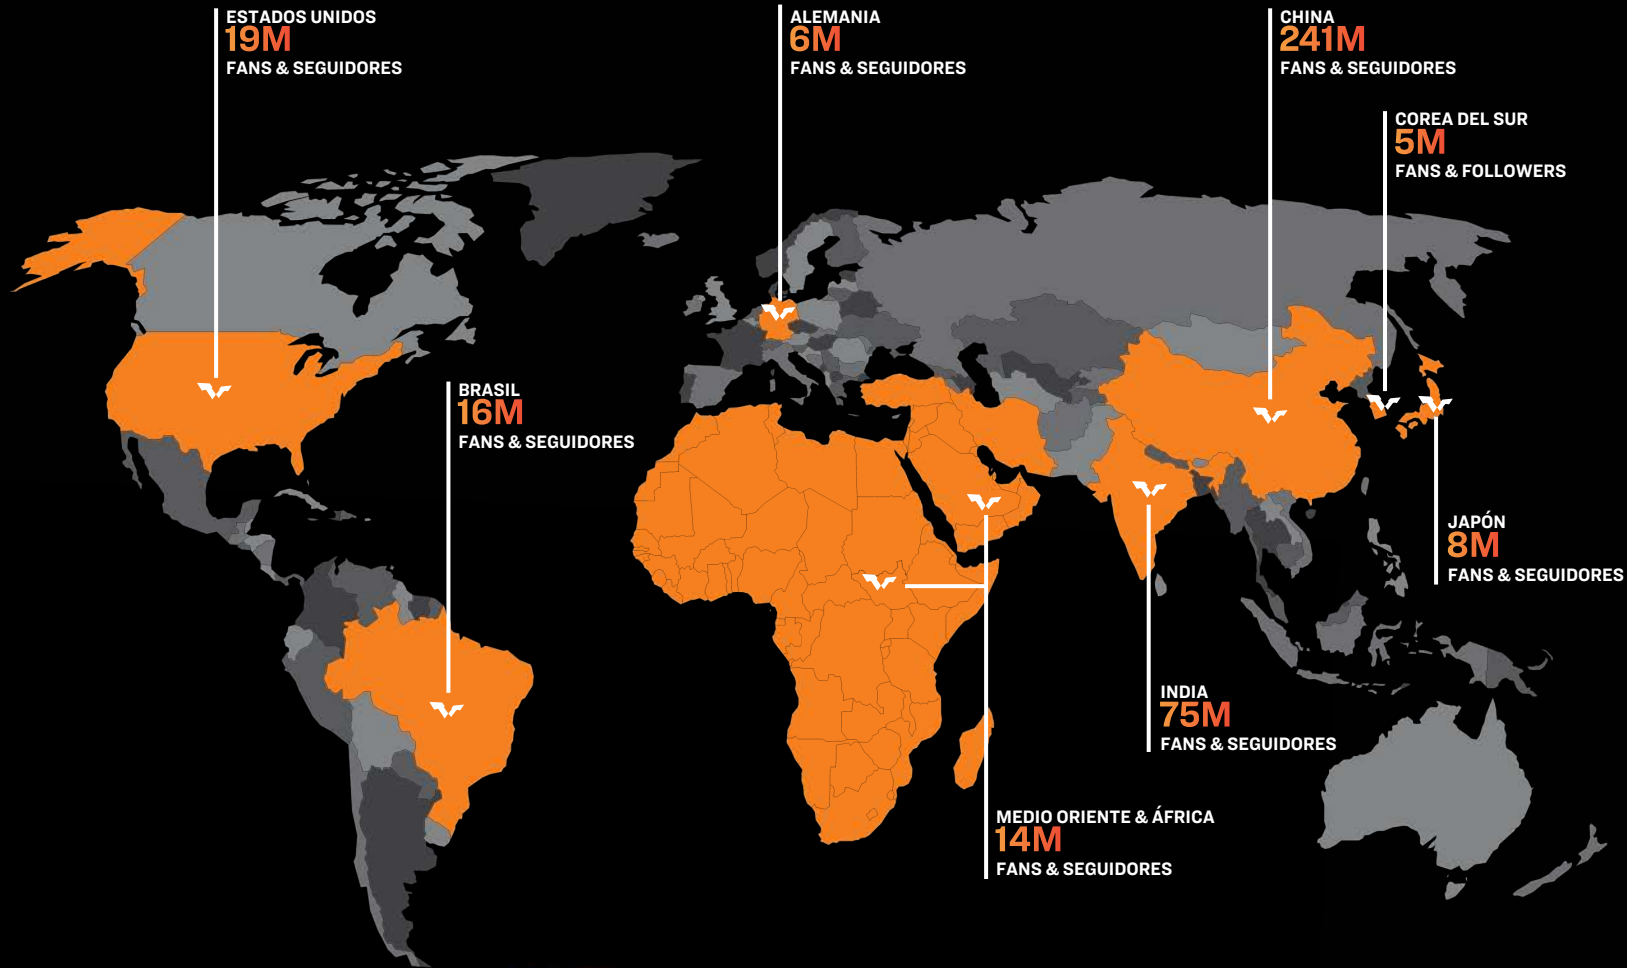 ESTADOS UNIDOS
19M
FANS & SEGUIDORES
ALEMANIA
6M
FANS & SEGUIDORES
CHINA
241M
FANS & SEGUIDORES
COREA DEL SUR
5M
FANS & FOLLOWERS
BRASIL
16M
FANS & SEGUIDORES
JAPÓN
8M
FANS & SEGUIDORES
INDIA
75M
FANS & SEGUIDORES
MEDIO ORIENTE & ÁFRICA
14M
FANS & SEGUIDORES